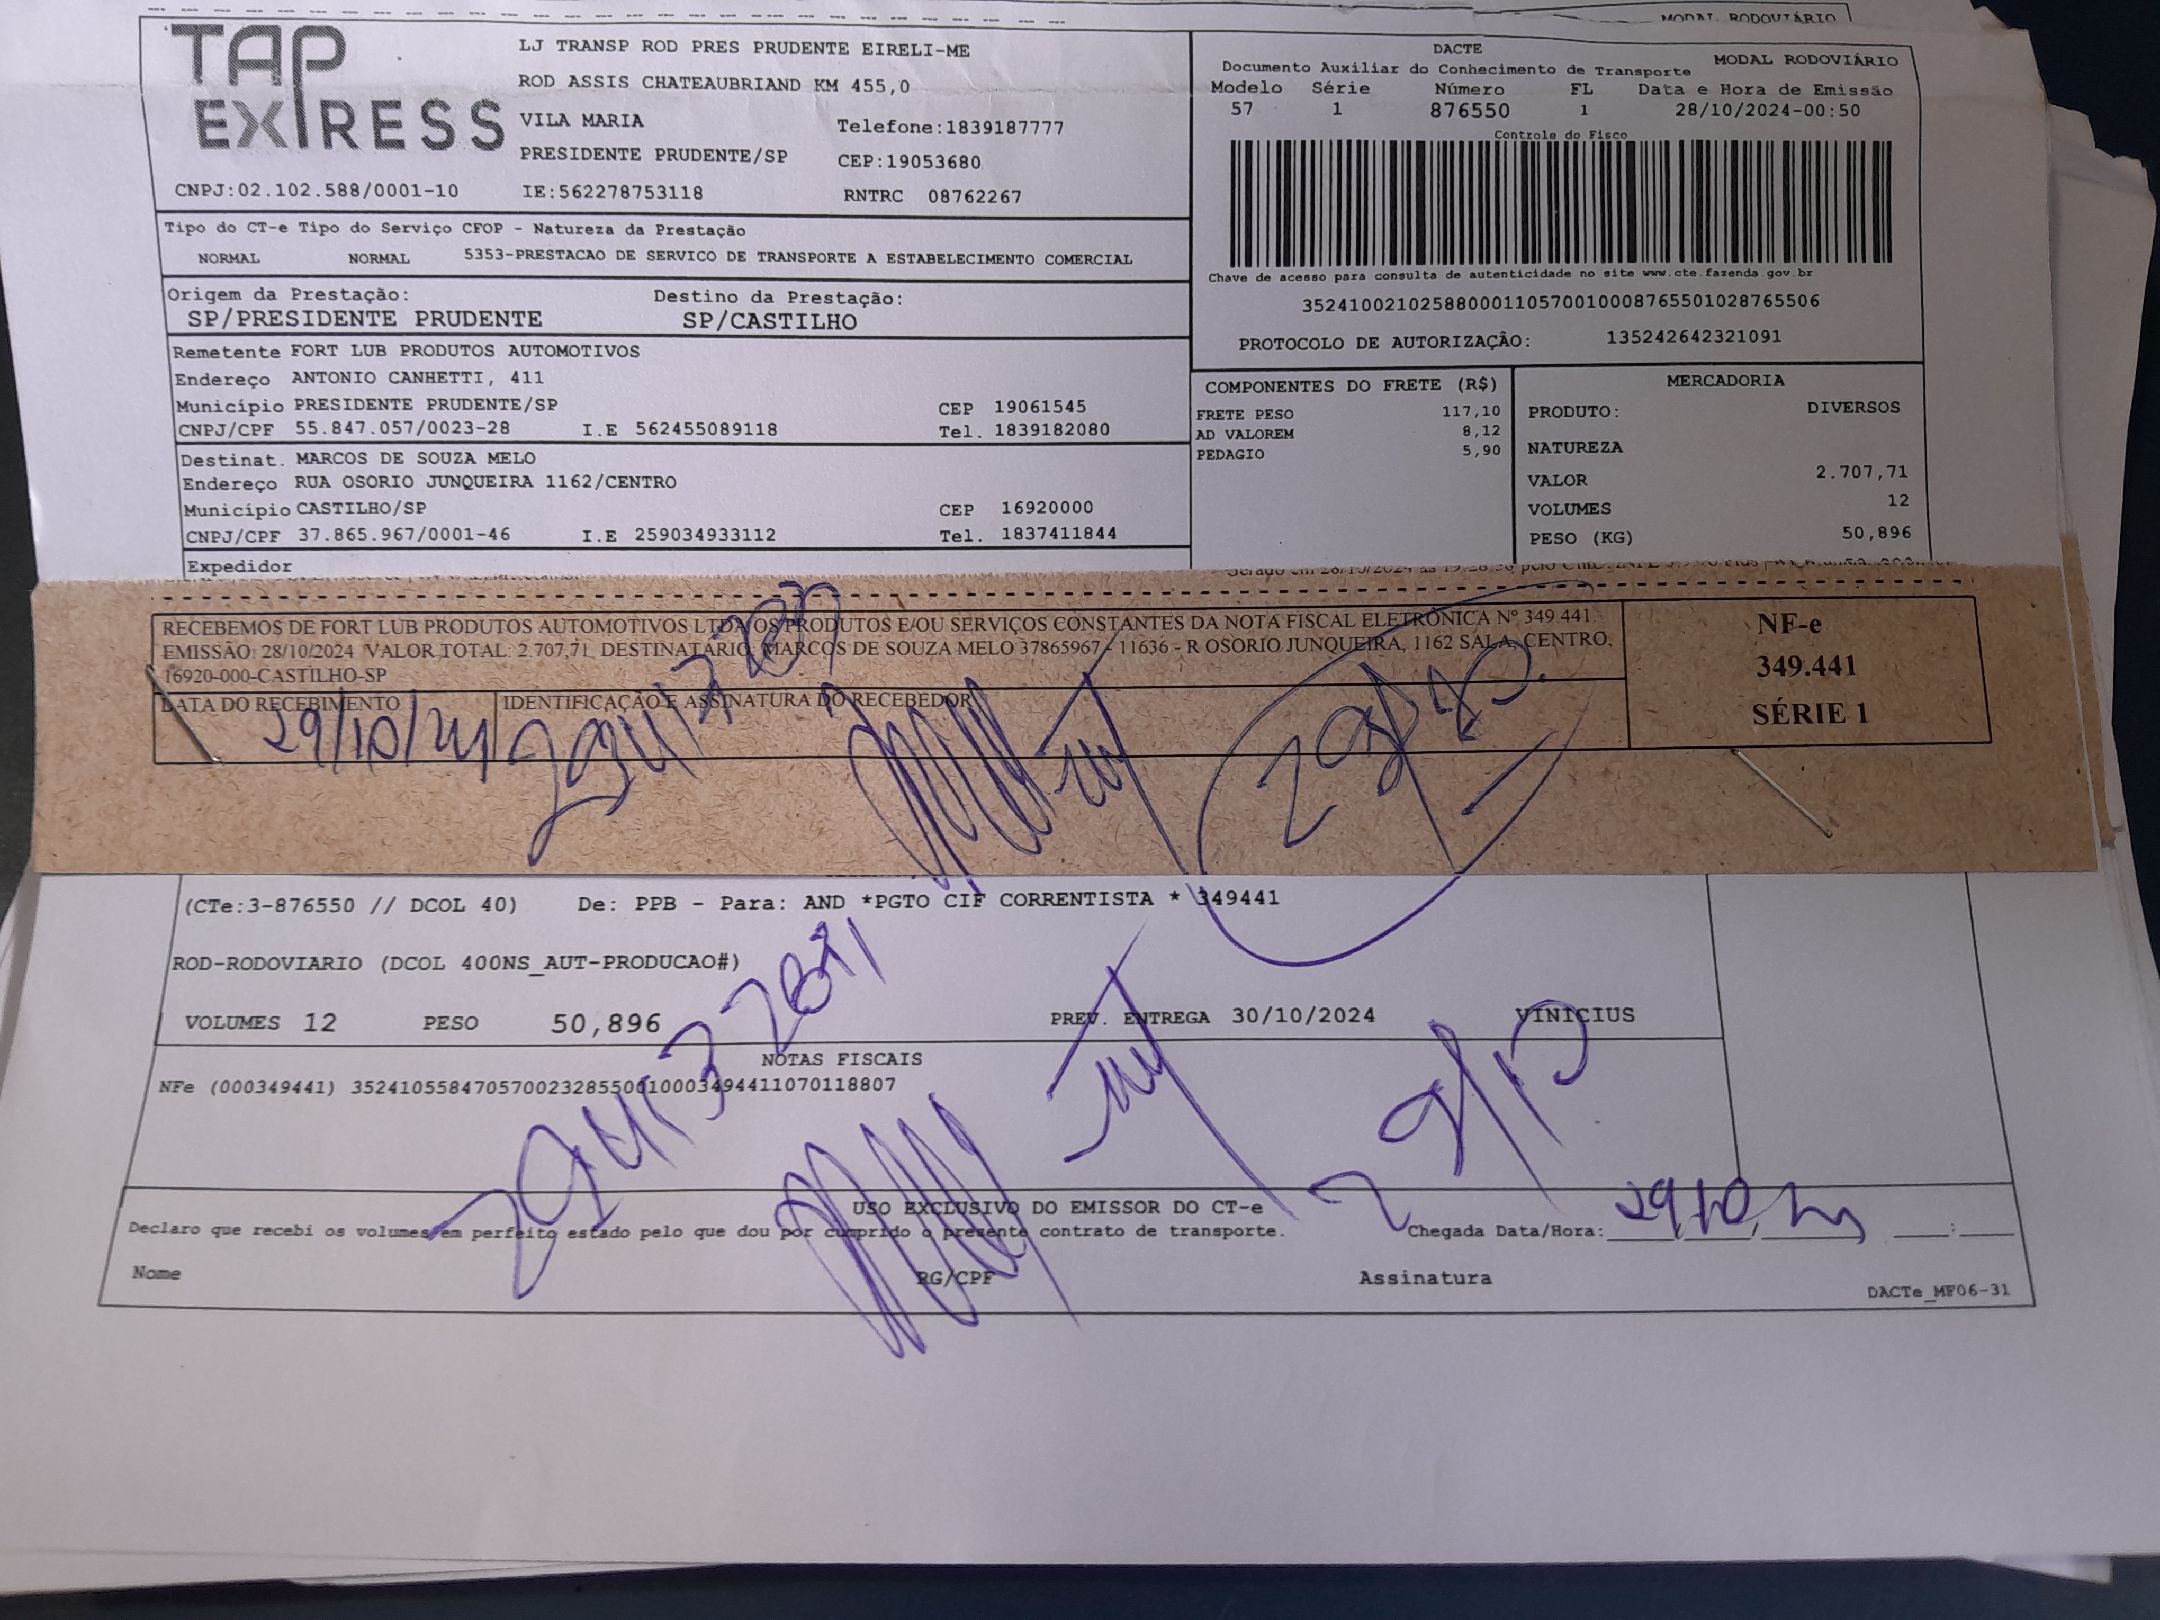 MODAL RODOVIÁRIO
TAP EXPRESS
LJ TRANSP ROD PRES PRUDENTE EIRELI-ME
ROD ASSIS CHATEAUBRIAND KM 455,0
VILA MARIA Telefone:1839187777
PRESIDENTE PRUDENTE/SP CEP:19053680
CNPJ:02.102.588/0001-10 IE:562278753118 RNTRC 08762267
DACTE
Documento Auxiliar do Conhecimento de Transporte MODAL RODOVIÁRIO
Modelo Série Número FL Data e Hora de Emissão
57 1 876550 1 28/10/2024-00:50
Controle do Fisco
Chave de acesso para consulta de autenticidade no site www.cte.fazenda.gov.br
35241002102588000110570010008765501028765506
PROTOCOLO DE AUTORIZAÇÃO: 135242642321091
Tipo do CT-e Tipo do Serviço CFOP - Natureza da Prestação
NORMAL NORMAL 5353-PRESTACAO DE SERVICO DE TRANSPORTE A ESTABELECIMENTO COMERCIAL
Origem da Prestação: Destino da Prestação:
SP/PRESIDENTE PRUDENTE SP/CASTILHO
Remetente FORT LUB PRODUTOS AUTOMOTIVOS
Endereço ANTONIO CANHETTI, 411
Município PRESIDENTE PRUDENTE/SP CEP 19061545
CNPJ/CPF 55.847.057/0023-28 I.E 562455089118 Tel. 1839182080
Destinat. MARCOS DE SOUZA MELO
Endereço RUA OSORIO JUNQUEIRA 1162/CENTRO
Município CASTILHO/SP CEP 16920000
CNPJ/CPF 37.865.967/0001-46 I.E 259034933112 Tel. 1837411844
Expedidor
COMPONENTES DO FRETE (R$)
FRETE PESO 117,10
AD VALOREM 8,12
PEDAGIO 5,90
MERCADORIA
PRODUTO: DIVERSOS
NATUREZA
VALOR 2.707,71
VOLUMES 12
PESO (KG) 50,896
RECEBEMOS DE FORT LUB PRODUTOS AUTOMOTIVOS LTDA OS PRODUTOS E/OU SERVIÇOS CONSTANTES DA NOTA FISCAL ELETRÔNICA Nº 349.441.
EMISSÃO: 28/10/2024 VALOR TOTAL: 2.707,71 DESTINATÁRIO: MARCOS DE SOUZA MELO 37865967 - 11636 - R OSORIO JUNQUEIRA, 1162 SALA, CENTRO,
16920-000-CASTILHO-SP
DATA DO RECEBIMENTO IDENTIFICAÇÃO E ASSINATURA DO RECEBEDOR
29/10/24
29/10
NF-e
349.441
SÉRIE 1
(CTe:3-876550 // DCOL 40) De: PPB - Para: AND *PGTO CIF CORRENTISTA * 349441
ROD-RODOVIARIO (DCOL 400NS_AUT-PRODUCAO#)
VOLUMES 12 PESO 50,896 PREV. ENTREGA 30/10/2024 VINICIUS
NOTAS FISCAIS
NFe (000349441) 35241055847057002328550010003494411070118807
29/10
USO EXCLUSIVO DO EMISSOR DO CT-e
Declaro que recebi os volumes em perfeito estado pelo que dou por cumprido o presente contrato de transporte. Chegada Data/Hora: 29/10/24
Nome RG/CPF Assinatura DACTe_MF06-31